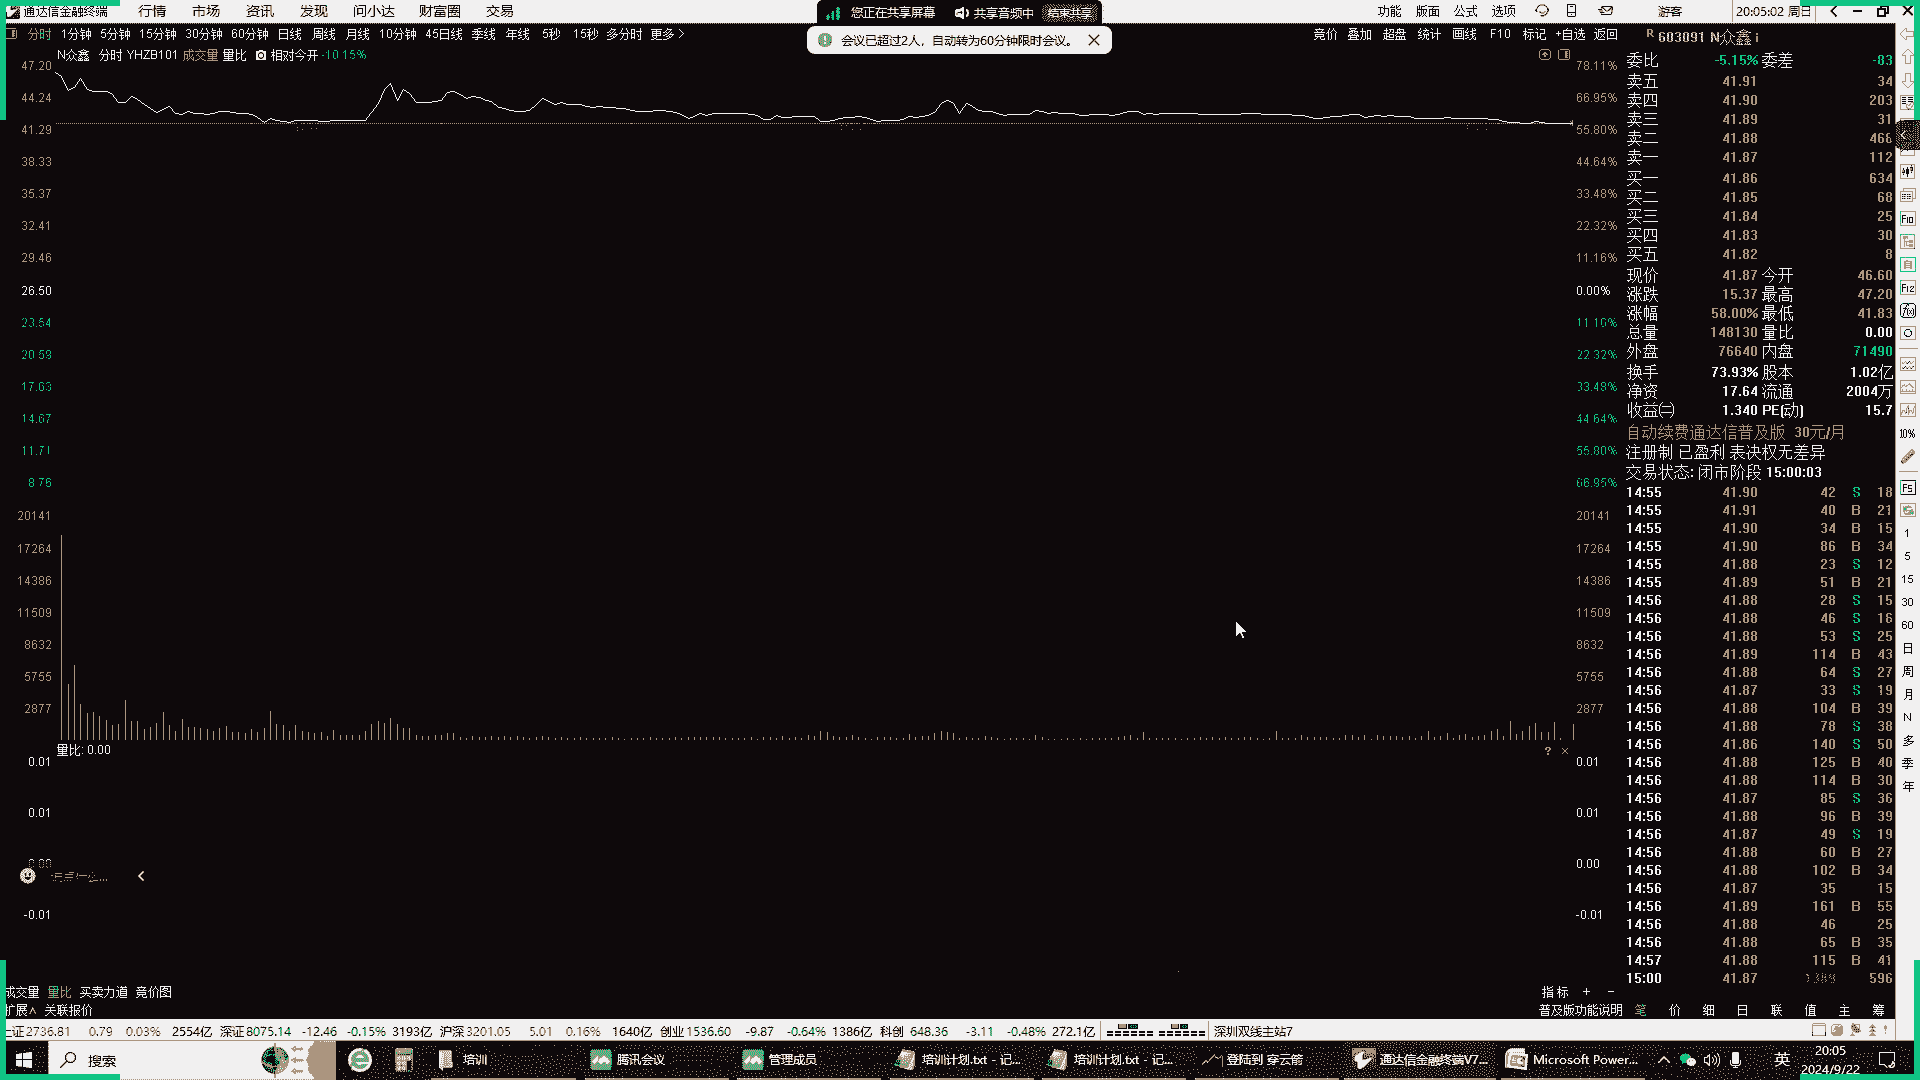 通达信金融终端 行情 市场 资讯 发现 问小达 财富圈 交易
您正在共享屏幕 共享音频中 结束共享
功能 版面 公式 选项 游客 20:05:02 周日
分时 1分钟 5分钟 15分钟 30分钟 60分钟 日线 周线 月线 10分钟 45日线 季线 年线 5秒 15秒 多分时 更多
会议已超过2人，自动转为60分钟限时会议。
竞价 叠加 超盘 统计 画线 F10 标记 +自选 返回
R 603091 N众鑫 i
N众鑫 分时 YHZB101 成交量 量比 相对今开 -10.15%
47.20
44.24
41.29
38.33
35.37
32.41
29.46
26.50
23.54
20.59
17.63
14.67
11.71
8.76
20141
17264
14386
11509
8632
5755
2877
量比: 0.00
0.01
0.01
0.00
-0.01
78.11%
66.95%
55.80%
44.64%
33.48%
22.32%
11.16%
0.00%
11.16%
22.32%
33.48%
44.64%
55.80%
66.95%
20141
17264
14386
11509
8632
5755
2877
? ×
0.01
0.01
0.00
-0.01
委比 -5.15% 委差 -83
卖五 41.91 34
卖四 41.90 203
卖三 41.89 31
卖二 41.88 466
卖一 41.87 112
买一 41.86 634
买二 41.85 68
买三 41.84 25
买四 41.83 30
买五 41.82 8
现价 41.87 今开 46.60
涨跌 15.37 最高 47.20
涨幅 58.00% 最低 41.83
总量 148130 量比 0.00
外盘 76640 内盘 71490
换手 73.93% 股本 1.02亿
净资 17.64 流通 2004万
收益㈡ 1.340 PE(动) 15.7
自动续费通达信普及版 30元/月
注册制 已盈利 表决权无差异
交易状态: 闭市阶段 15:00:03
14:55 41.90 42 S 18
14:55 41.91 40 B 21
14:55 41.90 34 B 15
14:55 41.90 86 B 34
14:55 41.88 23 S 12
14:55 41.89 51 B 21
14:56 41.88 28 S 15
14:56 41.88 46 S 16
14:56 41.88 53 S 25
14:56 41.89 114 B 43
14:56 41.88 64 S 27
14:56 41.87 33 S 19
14:56 41.88 104 B 39
14:56 41.88 78 S 38
14:56 41.86 140 S 50
14:56 41.88 125 B 40
14:56 41.88 114 B 30
14:56 41.87 85 S 36
14:56 41.88 96 B 39
14:56 41.87 49 S 19
14:56 41.88 60 B 27
14:56 41.88 102 B 34
14:56 41.87 35 15
14:56 41.89 161 B 55
14:56 41.88 46 25
14:56 41.88 65 B 35
14:57 41.88 115 B 41
15:00 41.87 1389 596
F10
F12
10%
F5
1
5
15
30
60
日
周
月
N
多
季
年
成交量 量比 买卖力道 竞价图
指标 + -
扩展^ 关联报价
普及版功能说明 笔 价 细 日 联 值 主 筹
上证2736.81 0.79 0.03% 2554亿 深证8075.14 -12.46 -0.15% 3193亿 沪深3201.05 5.01 0.16% 1640亿 创业1536.60 -9.87 -0.64% 1386亿 科创 648.36 -3.11 -0.48% 272.1亿 深圳双线主站7
搜索 培训 腾讯会议 管理成员 培训计划.txt - 记... 培训计划.txt - 记... 登陆到 穿云箭 通达信金融终端V7... Microsoft Power... 英 20:05
2024/9/22